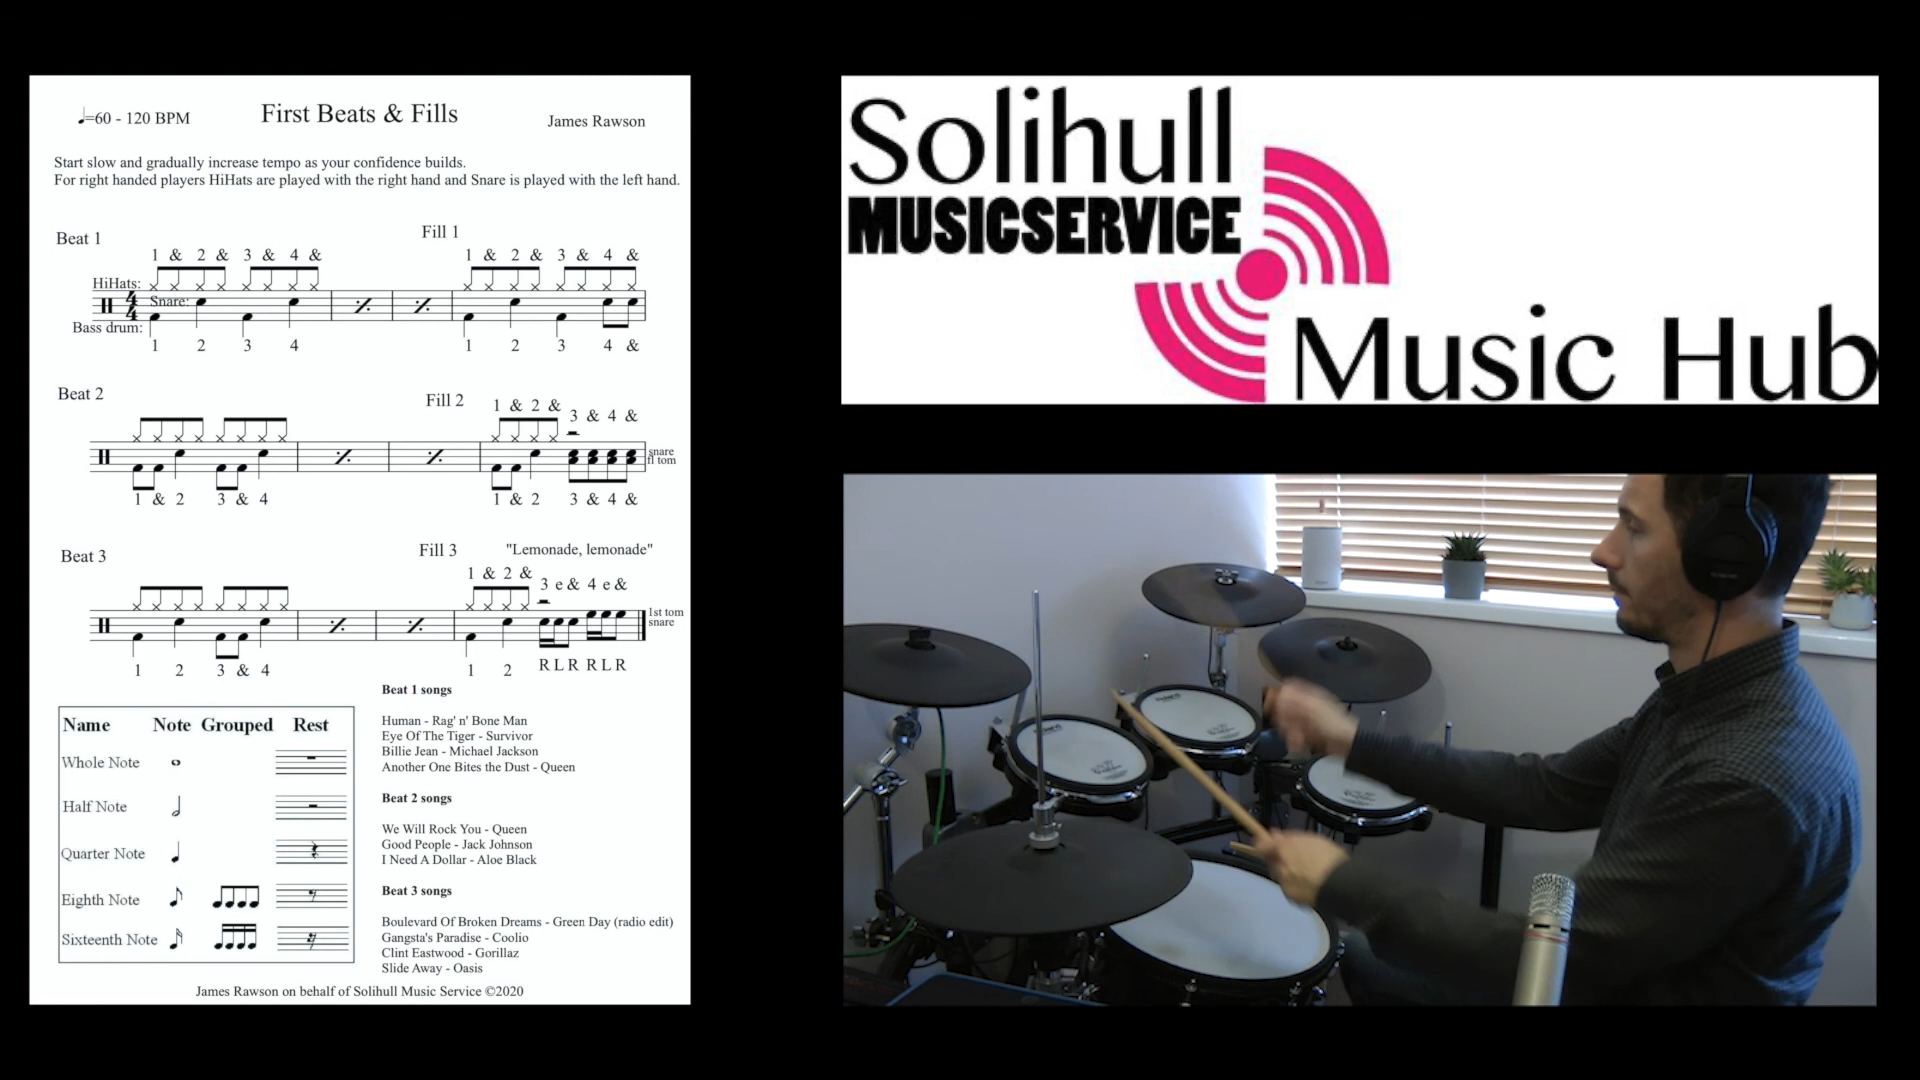 ♩=60 - 120 BPM
First Beats & Fills
James Rawson
Start slow and gradually increase tempo as your confidence builds.
For right handed players HiHats are played with the right hand and Snare is played with the left hand.
Beat 1
Fill 1
1 & 2 & 3 & 4 & 1 & 2 & 3 & 4 &
HiHats:
4
4
Snare:
Bass drum:
1 2 3 4 1 2 3 4 &
Beat 2
Fill 2
1 & 2 &
3 & 4 &
snare
fl tom
1 & 2 3 & 4 1 & 2 3 & 4 &
Beat 3
Fill 3
"Lemonade, lemonade"
1 & 2 &
3 e & 4 e &
1st tom
snare
1 2 3 & 4 1 2 R L R R L R
Name Note Grouped Rest
Whole Note
Half Note
Quarter Note
Eighth Note
Sixteenth Note
Beat 1 songs
Human - Rag' n' Bone Man
Eye Of The Tiger - Survivor
Billie Jean - Michael Jackson
Another One Bites the Dust - Queen
Beat 2 songs
We Will Rock You - Queen
Good People - Jack Johnson
I Need A Dollar - Aloe Black
Beat 3 songs
Boulevard Of Broken Dreams - Green Day (radio edit)
Gangsta's Paradise - Coolio
Clint Eastwood - Gorillaz
Slide Away - Oasis
James Rawson on behalf of Solihull Music Service ©2020
Solihull
MUSICSERVICE
Music Hub